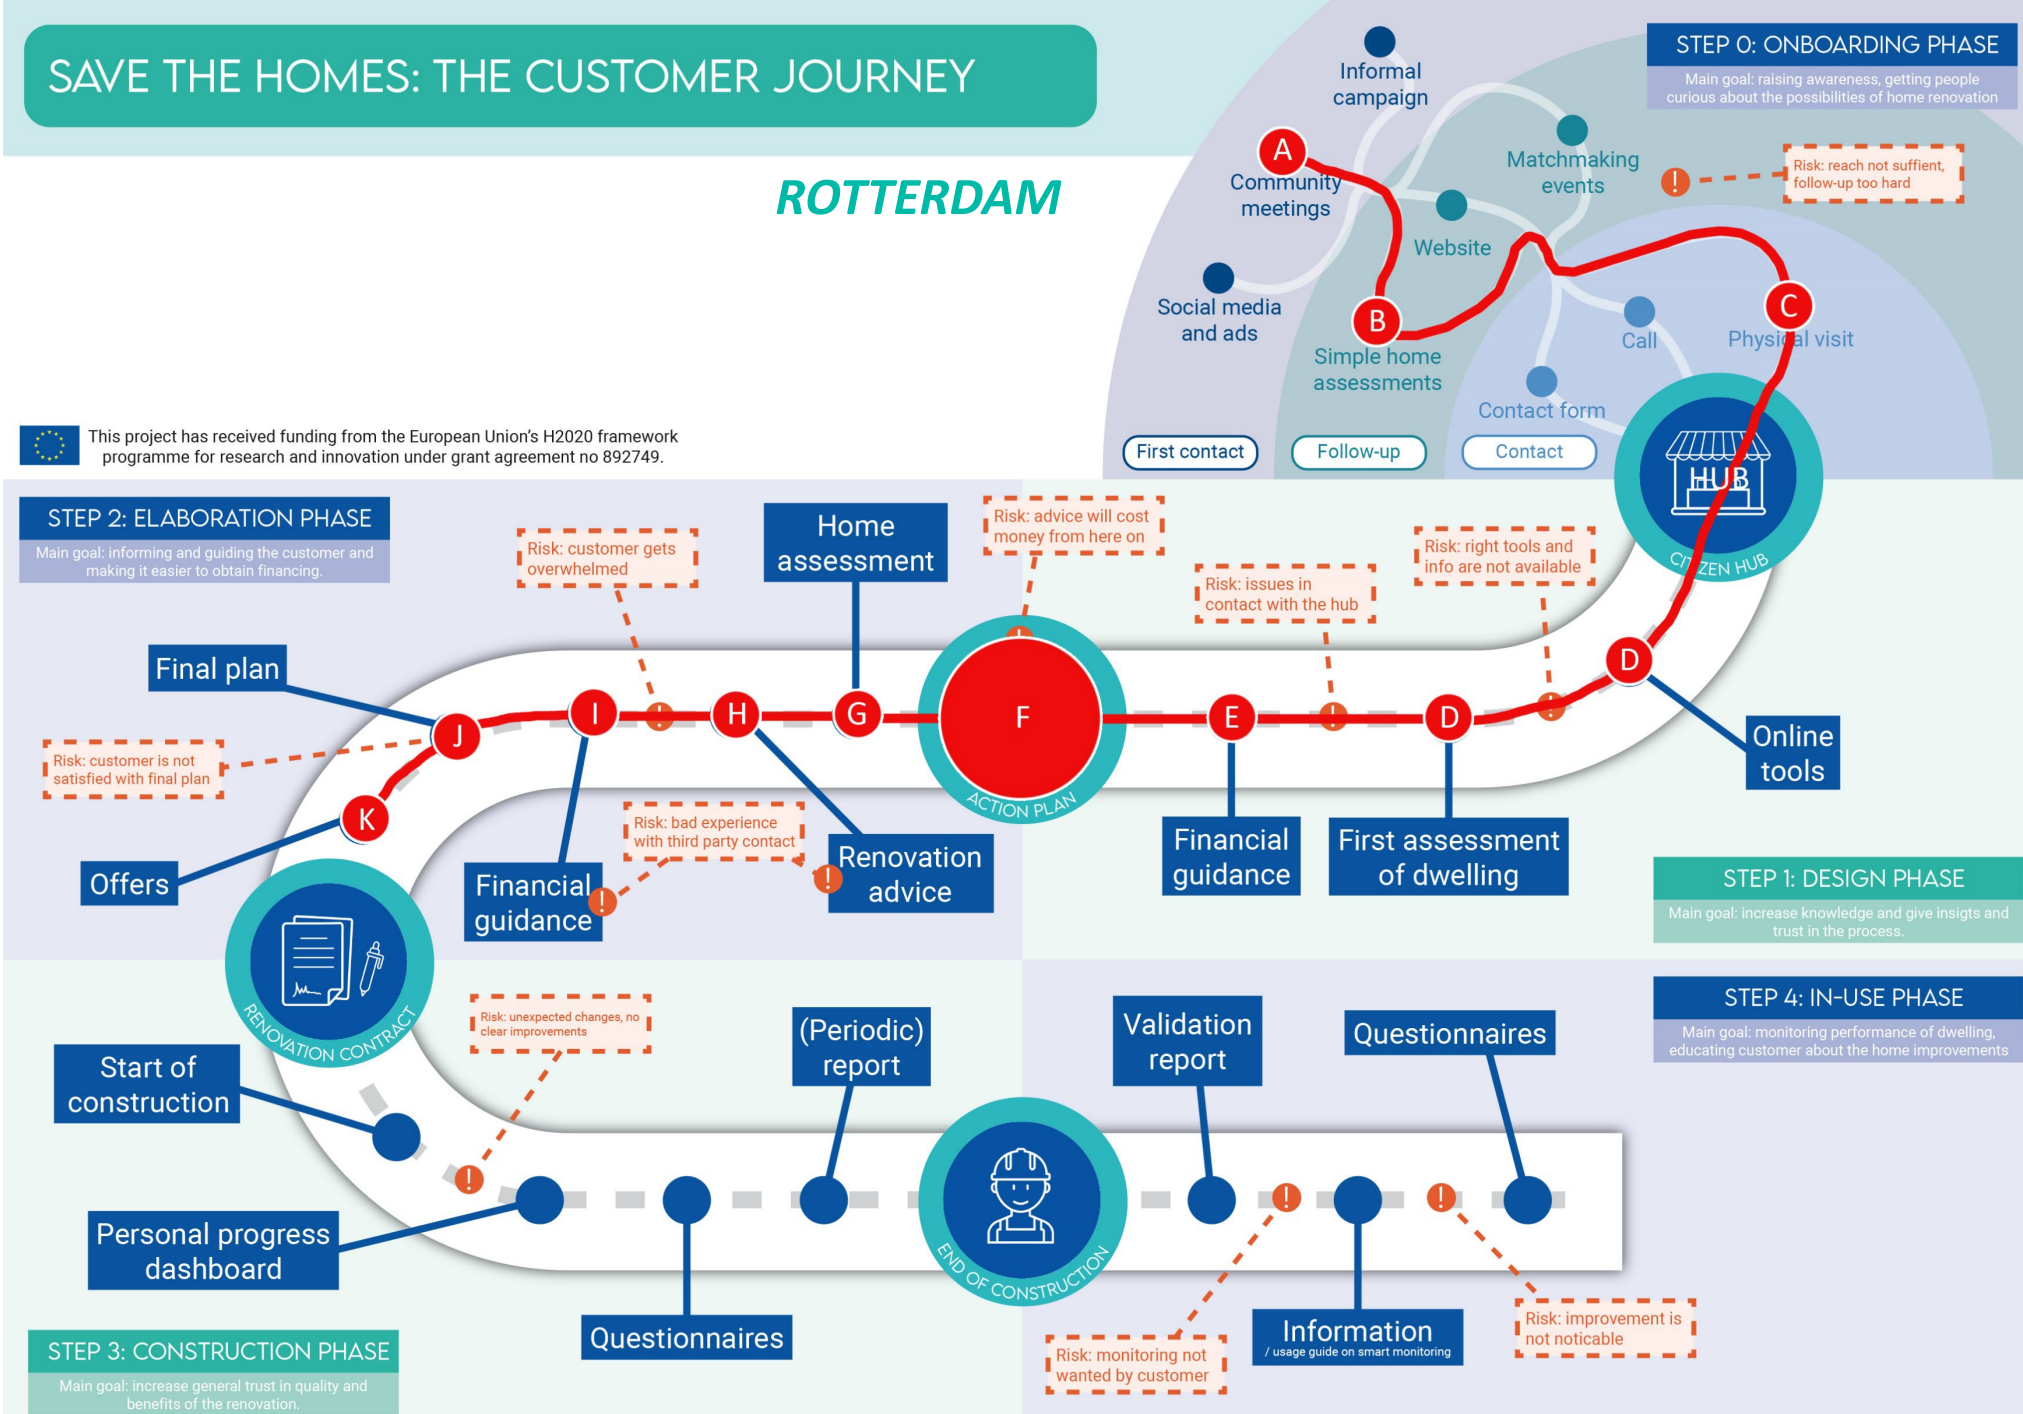 SAVE THE HOMES: THE CUSTOMER JOURNEY
ROTTERDAM
This project has received funding from the European Union's H2020 framework
programme for research and innovation under grant agreement no 892749.
STEP 0: ONBOARDING PHASE
Main goal: raising awareness, getting people
curious about the possibilities of home renovation
Informal
campaign
A
Community
meetings
Matchmaking
events
!
Risk: reach not suffient,
follow-up too hard
Website
Social media
and ads
B
Simple home
assessments
C
Call
Physical visit
Contact form
First contact
Follow-up
Contact
HUB
CITIZEN HUB
STEP 2: ELABORATION PHASE
Main goal: informing and guiding the customer and
making it easier to obtain financing.
Risk: customer gets
overwhelmed
Home
assessment
Risk: advice will cost
money from here on
Risk: issues in
contact with the hub
Risk: right tools and
info are not available
Final plan
Risk: customer is not
satisfied with final plan
K
J
I
!
H
G
!
F
ACTION PLAN
E
!
D
!
D
Online
tools
Offers
Financial
guidance
!
Risk: bad experience
with third party contact
!
Renovation
advice
Financial
guidance
First assessment
of dwelling
STEP 1: DESIGN PHASE
Main goal: increase knowledge and give insigts and
trust in the process.
RENOVATION CONTRACT
Start of
construction
Risk: unexpected changes, no
clear improvements
(Periodic)
report
Validation
report
Questionnaires
STEP 4: IN-USE PHASE
Main goal: monitoring performance of dwelling,
educating customer about the home improvements
!
!
!
Personal progress
dashboard
Questionnaires
END OF CONSTRUCTION
Risk: monitoring not
wanted by customer
Information
/ usage guide on smart monitoring
Risk: improvement is
not noticable
STEP 3: CONSTRUCTION PHASE
Main goal: increase general trust in quality and
benefits of the renovation.